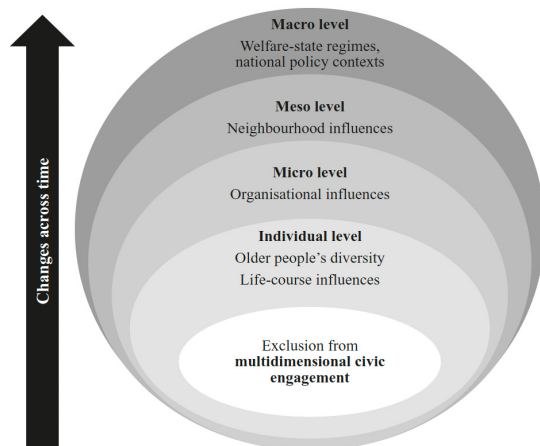 Changes across time
Macro level
Welfare-state regimes,
national policy contexts
Meso level
Neighbourhood influences
Micro level
Organisational influences
Individual level
Older people's diversity
Life-course influences
Exclusion from
multidimensional civic
engagement